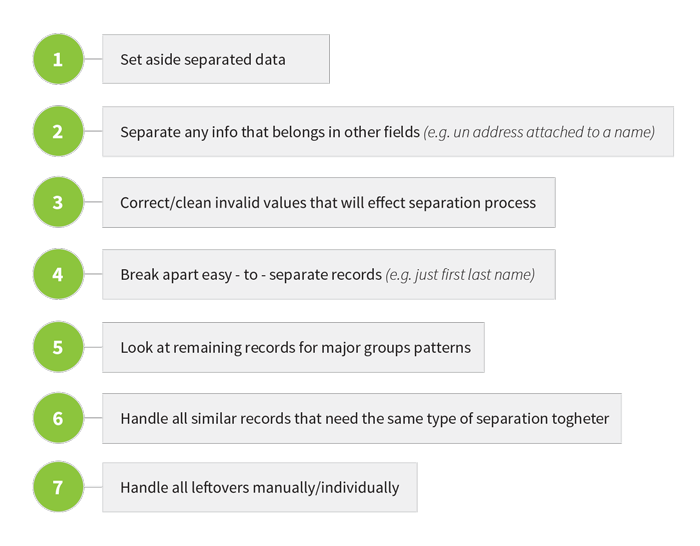 1 Set aside separated data
2 Separate any info that belongs in other fields (e.g. un address attached to a name)
3 Correct/clean invalid values that will effect separation process
4 Break apart easy - to - separate records (e.g. just first last name)
5 Look at remaining records for major groups patterns
6 Handle all similar records that need the same type of separation togheter
7 Handle all leftovers manually/individually